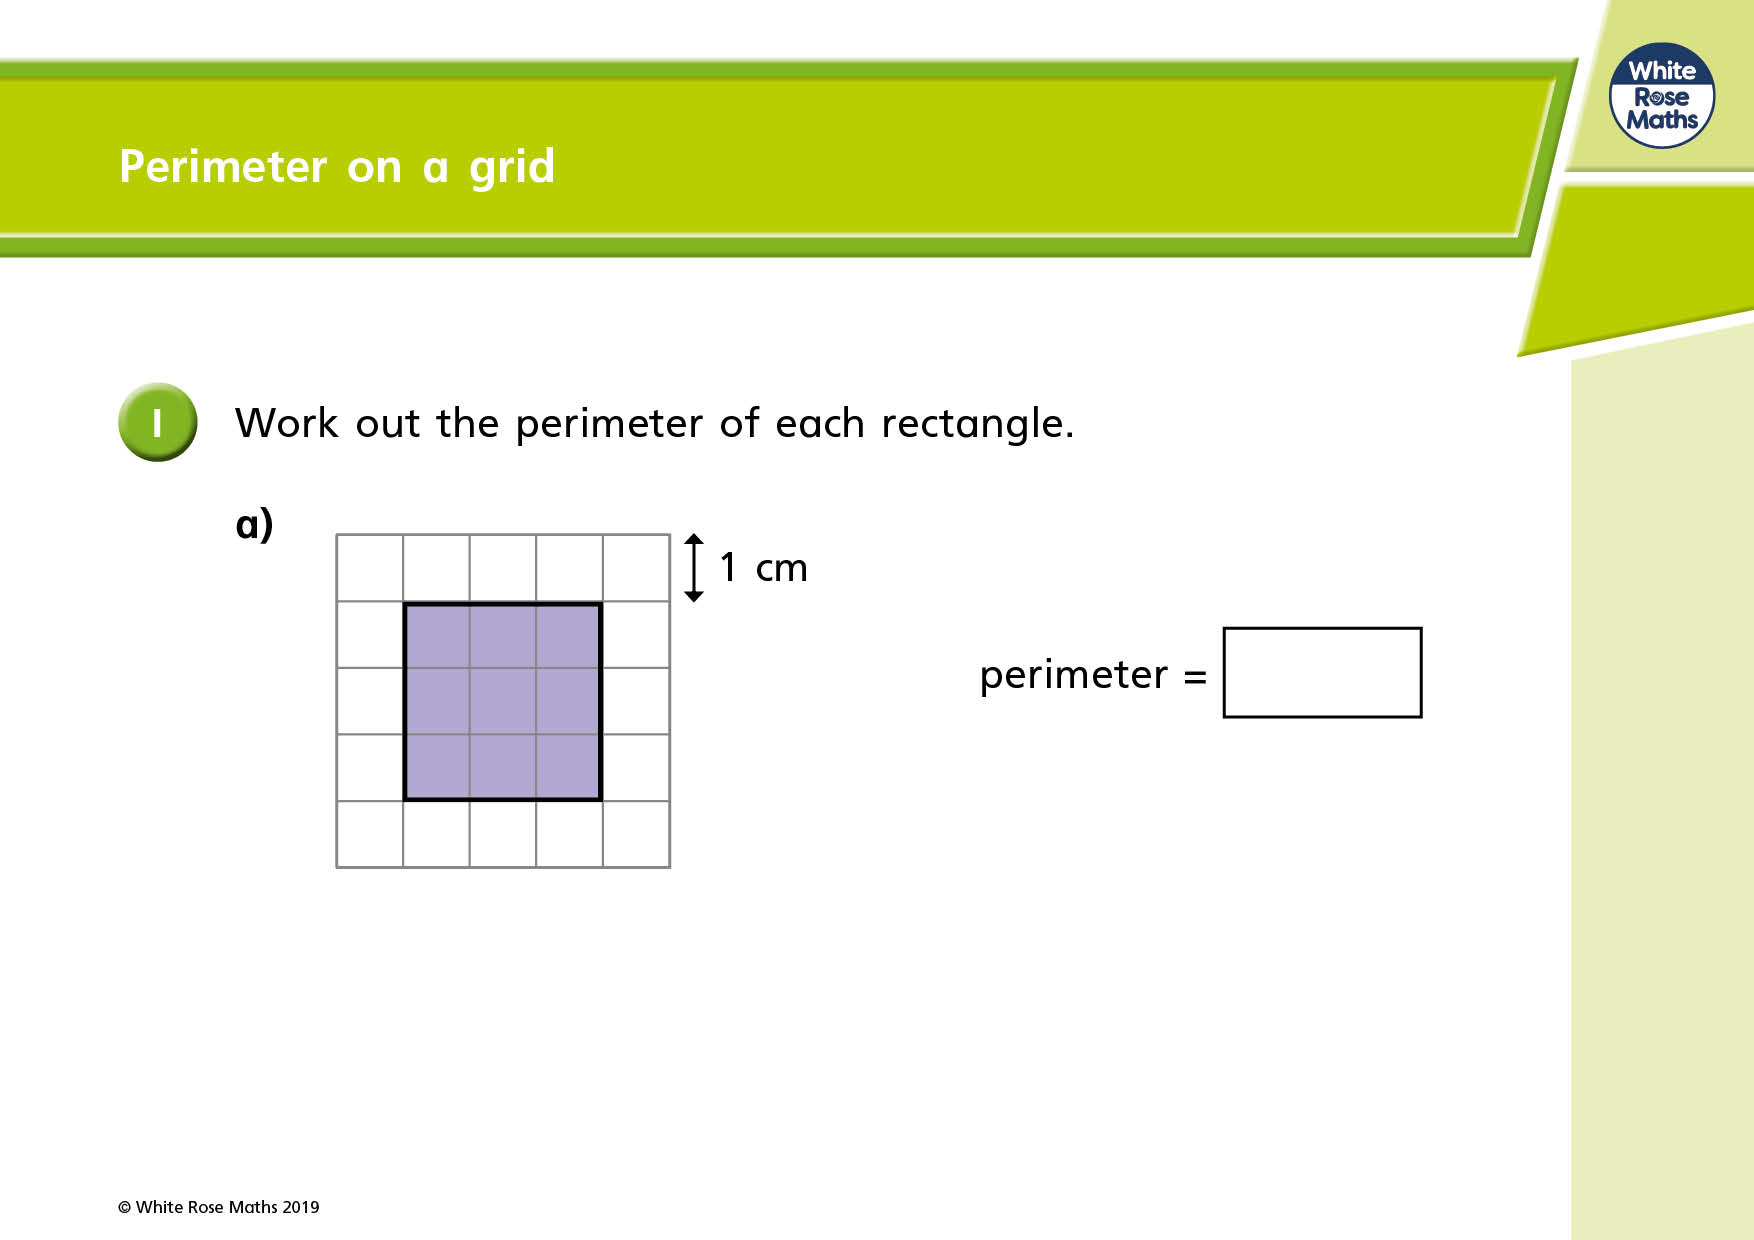 White
Rose
Maths
Perimeter on a grid
1 Work out the perimeter of each rectangle.
a)
1 cm
perimeter =
© White Rose Maths 2019